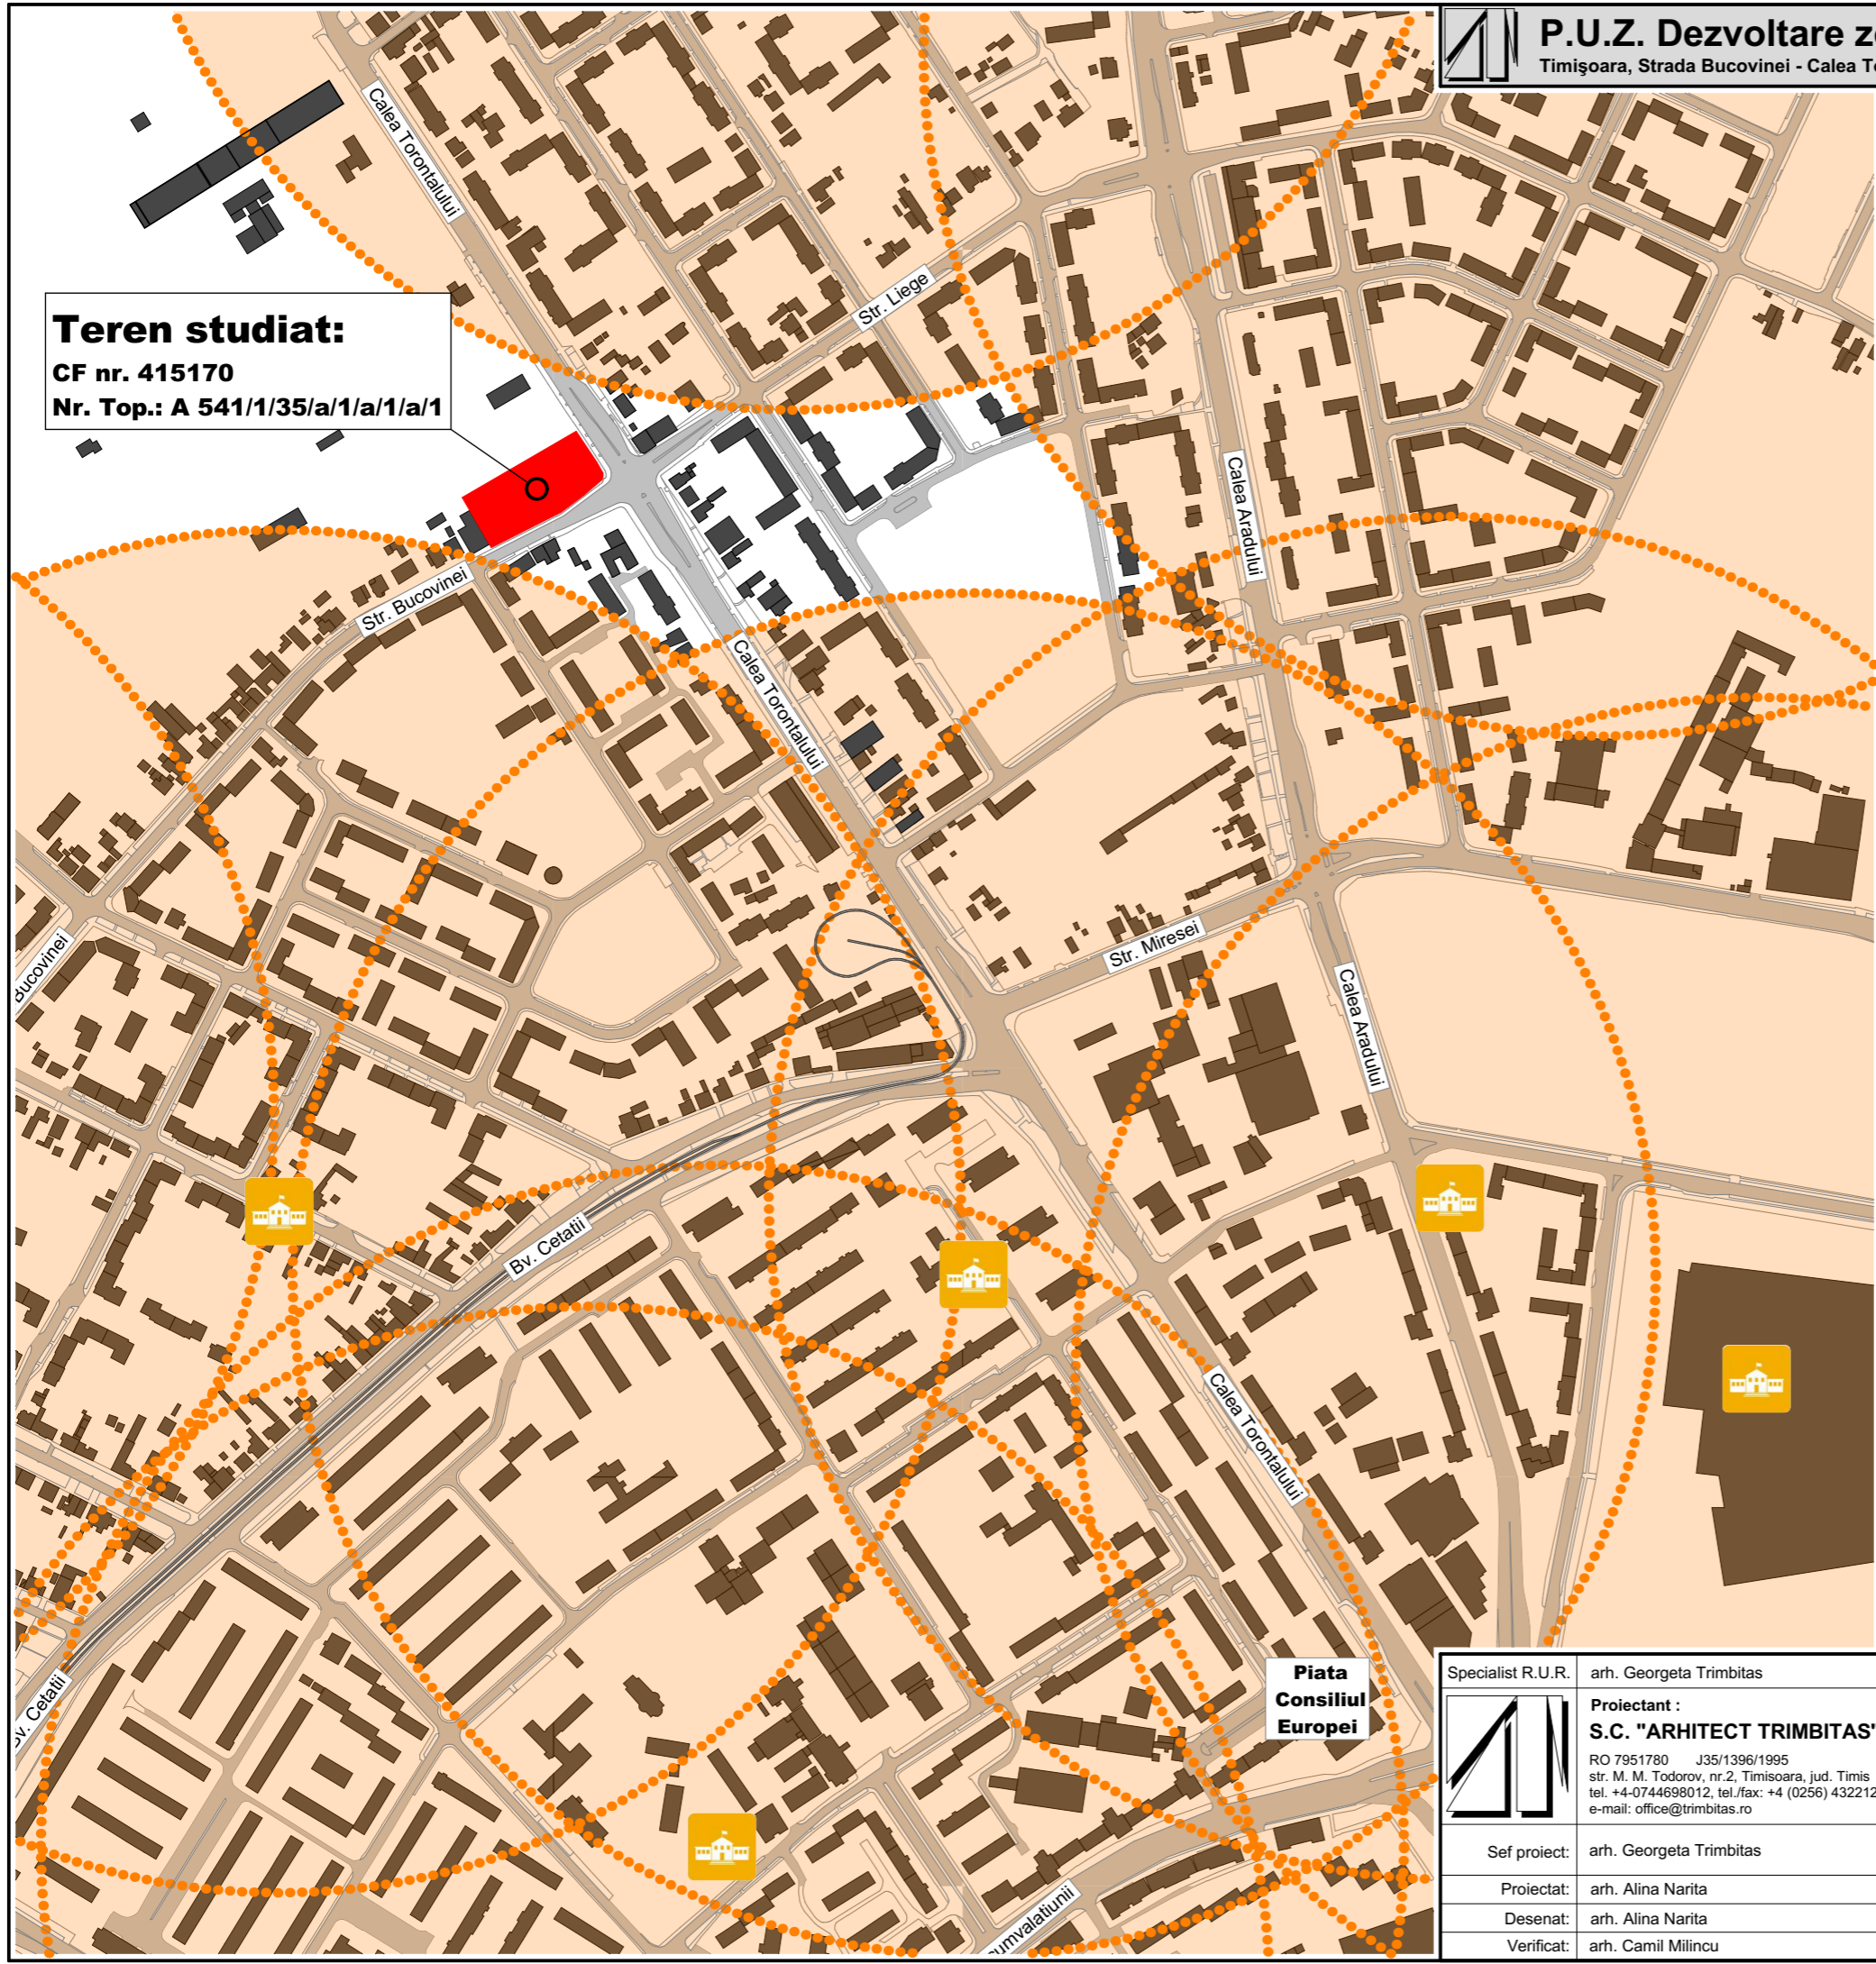 P.U.Z. Dezvoltare z
Timişoara, Strada Bucovinei - Calea T
Calea Torontalului
Str. Liege
Teren studiat:
CF nr. 415170
Nr. Top.: A 541/1/35/a/1/a/1/a/1
Calea Aradului
Str. Bucovinei
Calea Torontalului
Bucovinei
Str. Miresei
Calea Aradului
Bv. Cetatii
Calea Torontalului
Bv. Cetatii
Piata
Consiliul
Europei
umvalatiunii
Specialist R.U.R. arh. Georgeta Trimbitas
Proiectant :
S.C. "ARHITECT TRIMBITAS"
RO 7951780 J35/1396/1995
str. M. M. Todorov, nr.2, Timisoara, jud. Timis
tel. +4-0744698012, tel./fax: +4 (0256) 432212
e-mail: office@trimbitas.ro
Sef proiect: arh. Georgeta Trimbitas
Proiectat: arh. Alina Narita
Desenat: arh. Alina Narita
Verificat: arh. Camil Milincu